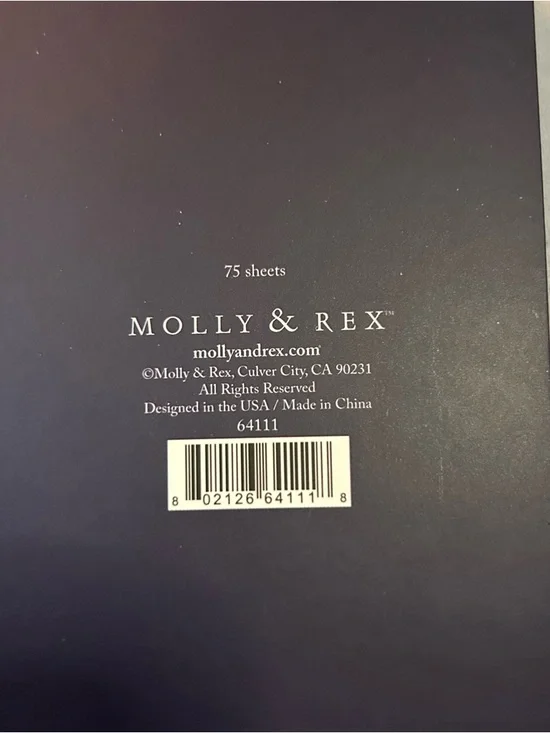 75 sheets
MOLLY & REX™
mollyandrex.com
©Molly & Rex, Culver City, CA 90231
All Rights Reserved
Designed in the USA / Made in China
64111
8 02126 64111 8